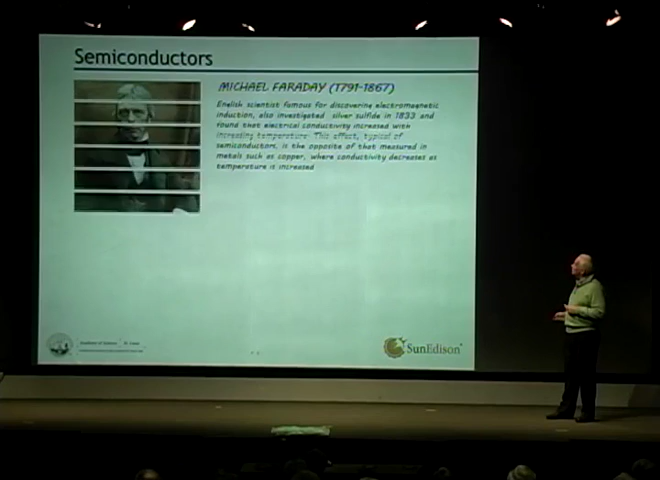 Semiconductors
MICHAEL FARADAY (1791-1867)
English scientist famous for discovering electromagnetic
induction, also investigated silver sulfide in 1833 and
found that electrical conductivity increased with
increasing temperature. This effect, typical of
semiconductors, is the opposite of that measured in
metals such as copper, where conductivity decreases as
temperature is increased
SunEdison